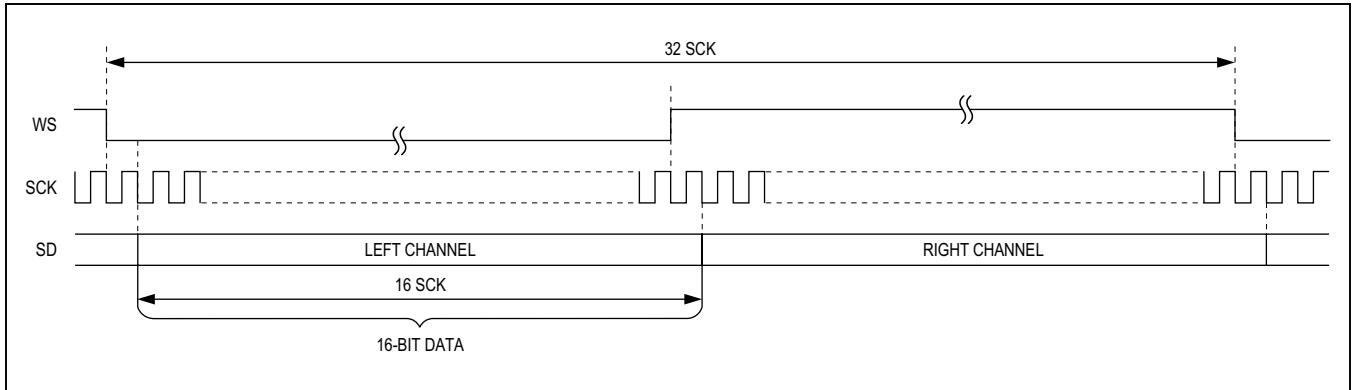 32 SCK
WS
SCK
SD
LEFT CHANNEL
RIGHT CHANNEL
16 SCK
16-BIT DATA